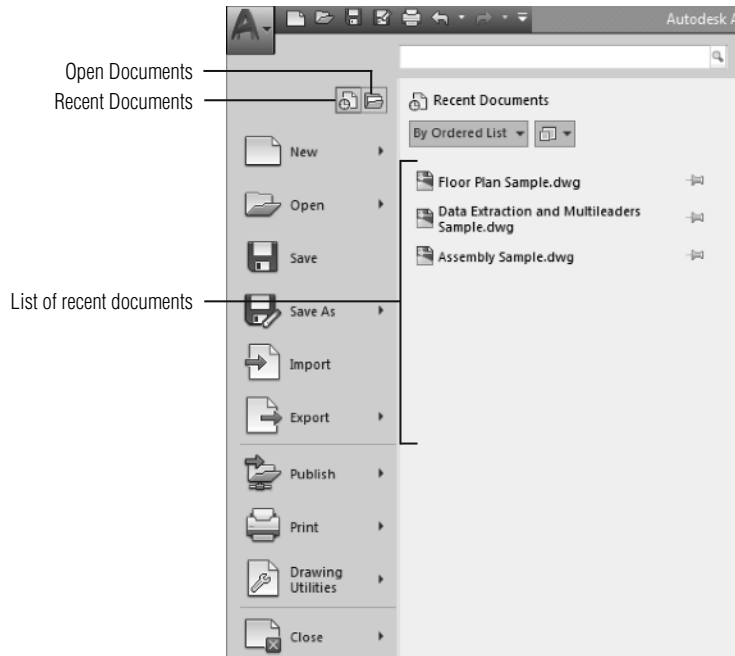 Autodesk A
Open Documents
Recent Documents
Recent Documents
By Ordered List
New
Open
Save
Save As
Import
Export
Publish
Print
Drawing
Utilities
Close
Floor Plan Sample.dwg
Data Extraction and Multileaders
Sample.dwg
Assembly Sample.dwg
List of recent documents